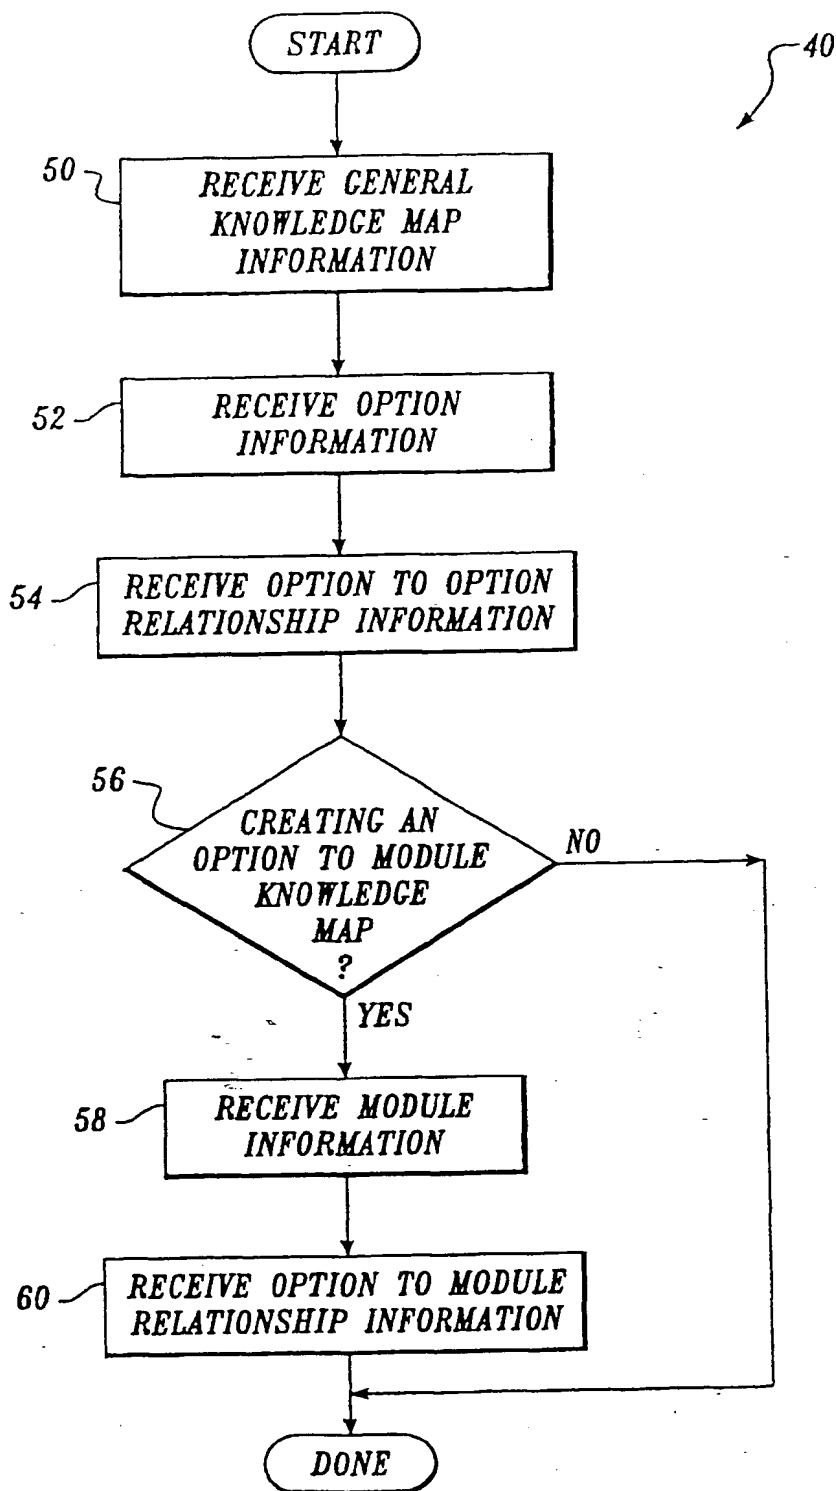 START
40
50
RECEIVE GENERAL
KNOWLEDGE MAP
INFORMATION
52
RECEIVE OPTION
INFORMATION
54
RECEIVE OPTION TO OPTION
RELATIONSHIP INFORMATION
56
CREATING AN
OPTION TO MODULE
KNOWLEDGE
MAP
?
NO
YES
58
RECEIVE MODULE
INFORMATION
60
RECEIVE OPTION TO MODULE
RELATIONSHIP INFORMATION
DONE